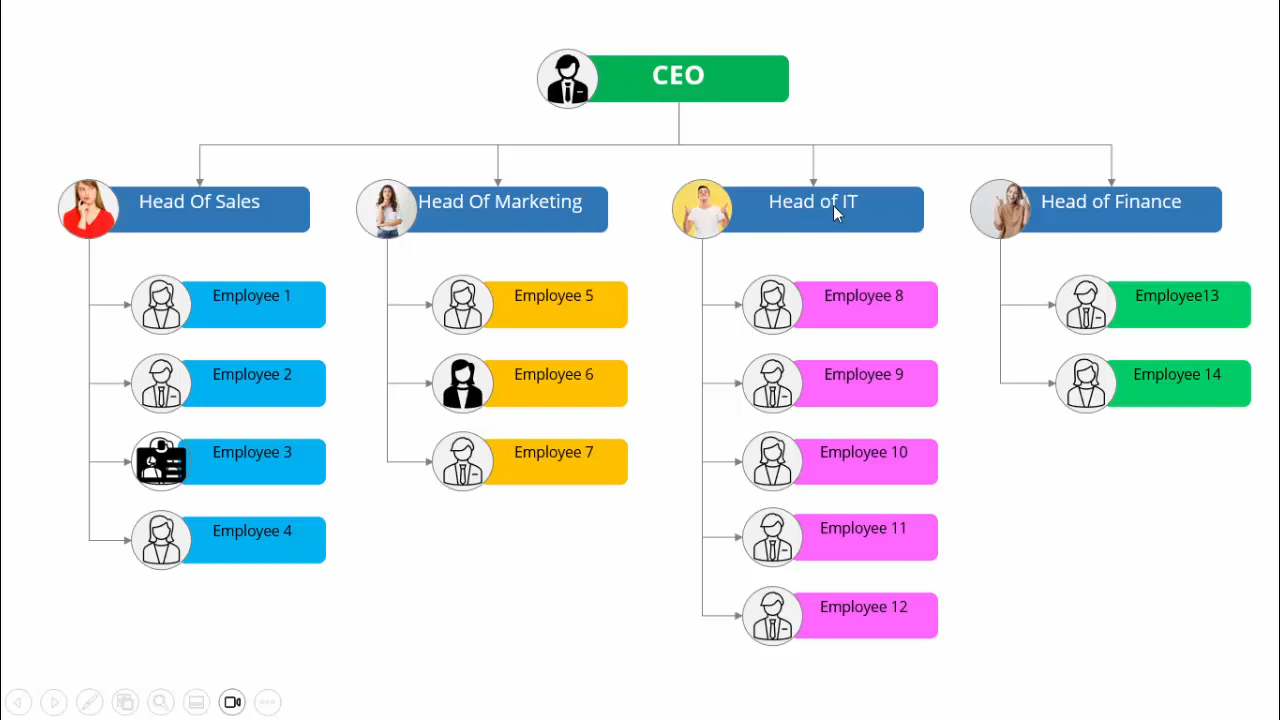 CEO
Head Of Sales
Head Of Marketing
Head of IT
Head of Finance
Employee 1
Employee 5
Employee 8
Employee13
Employee 2
Employee 6
Employee 9
Employee 14
Employee 3
Employee 7
Employee 10
Employee 4
Employee 11
Employee 12